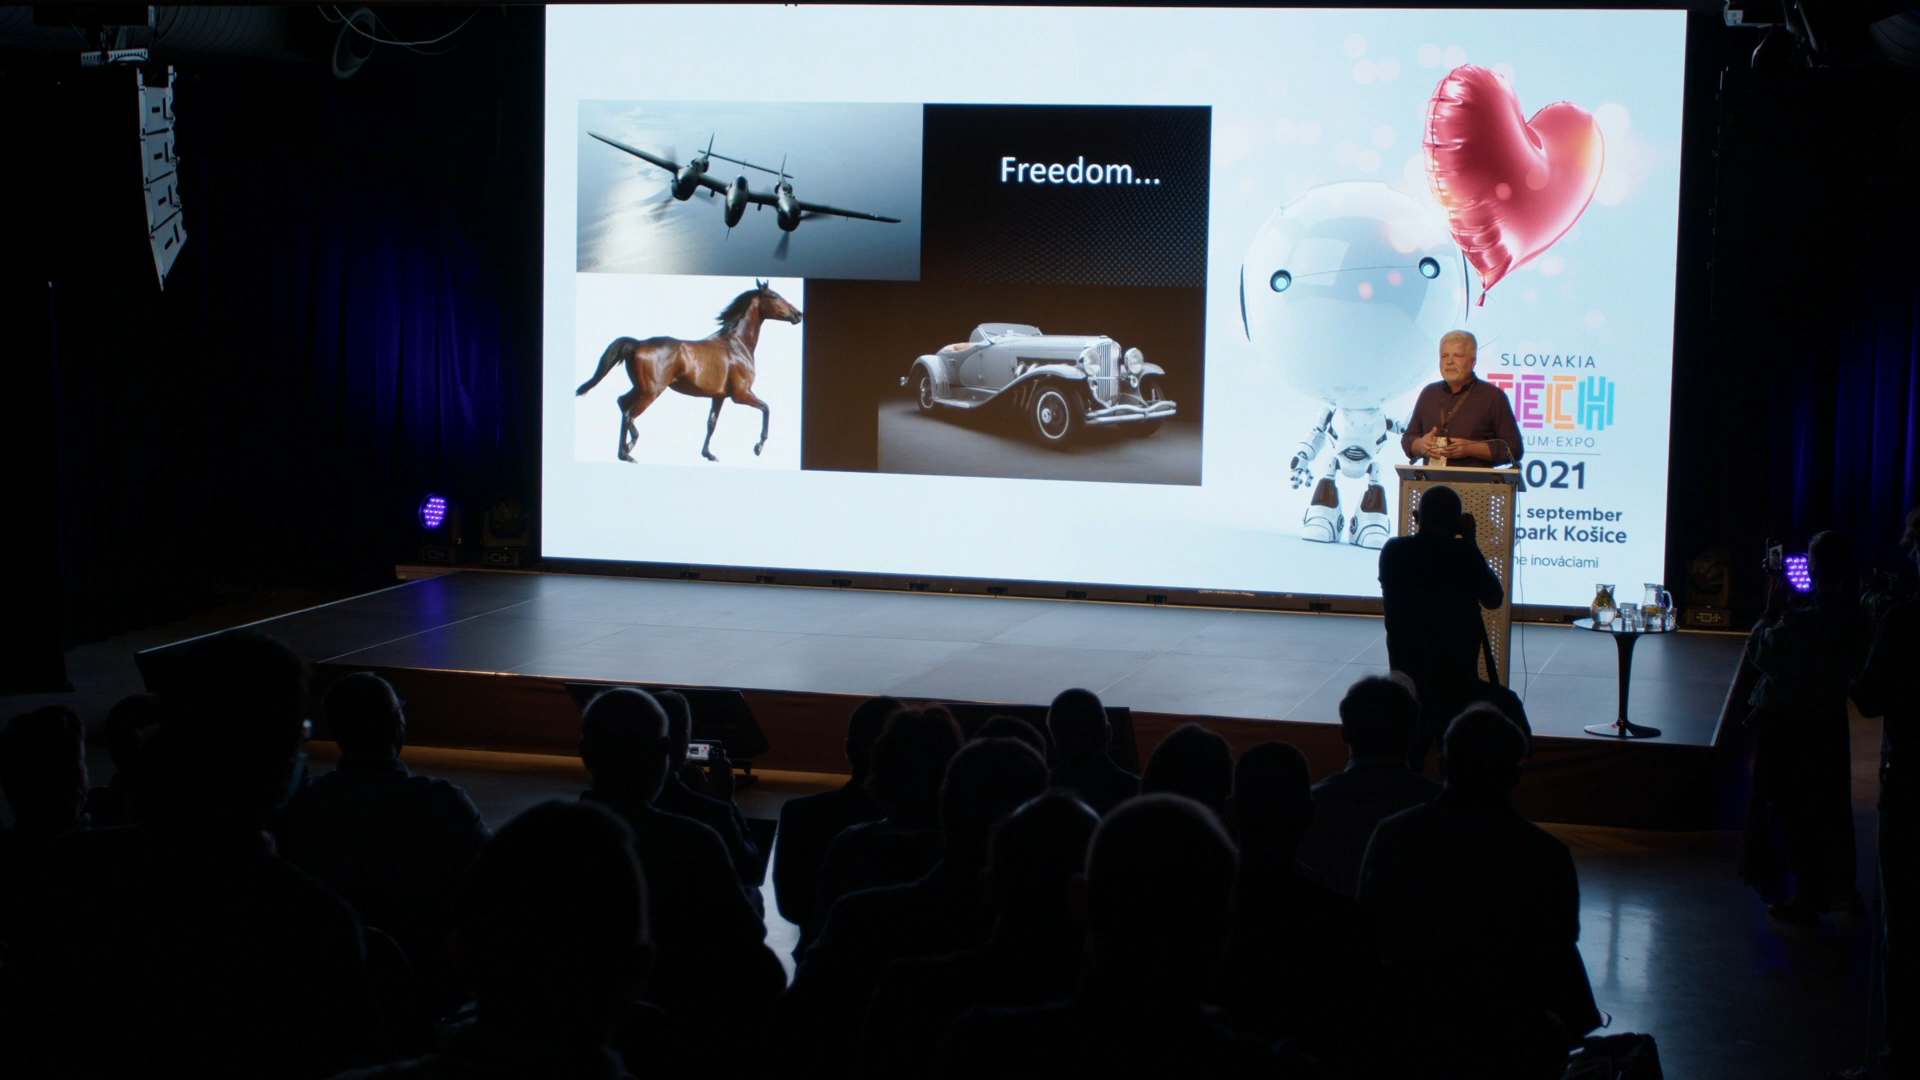 Freedom...
SLOVAKIA
TECH
UM·EXPO
021
. september
park Košice
ne inováciami